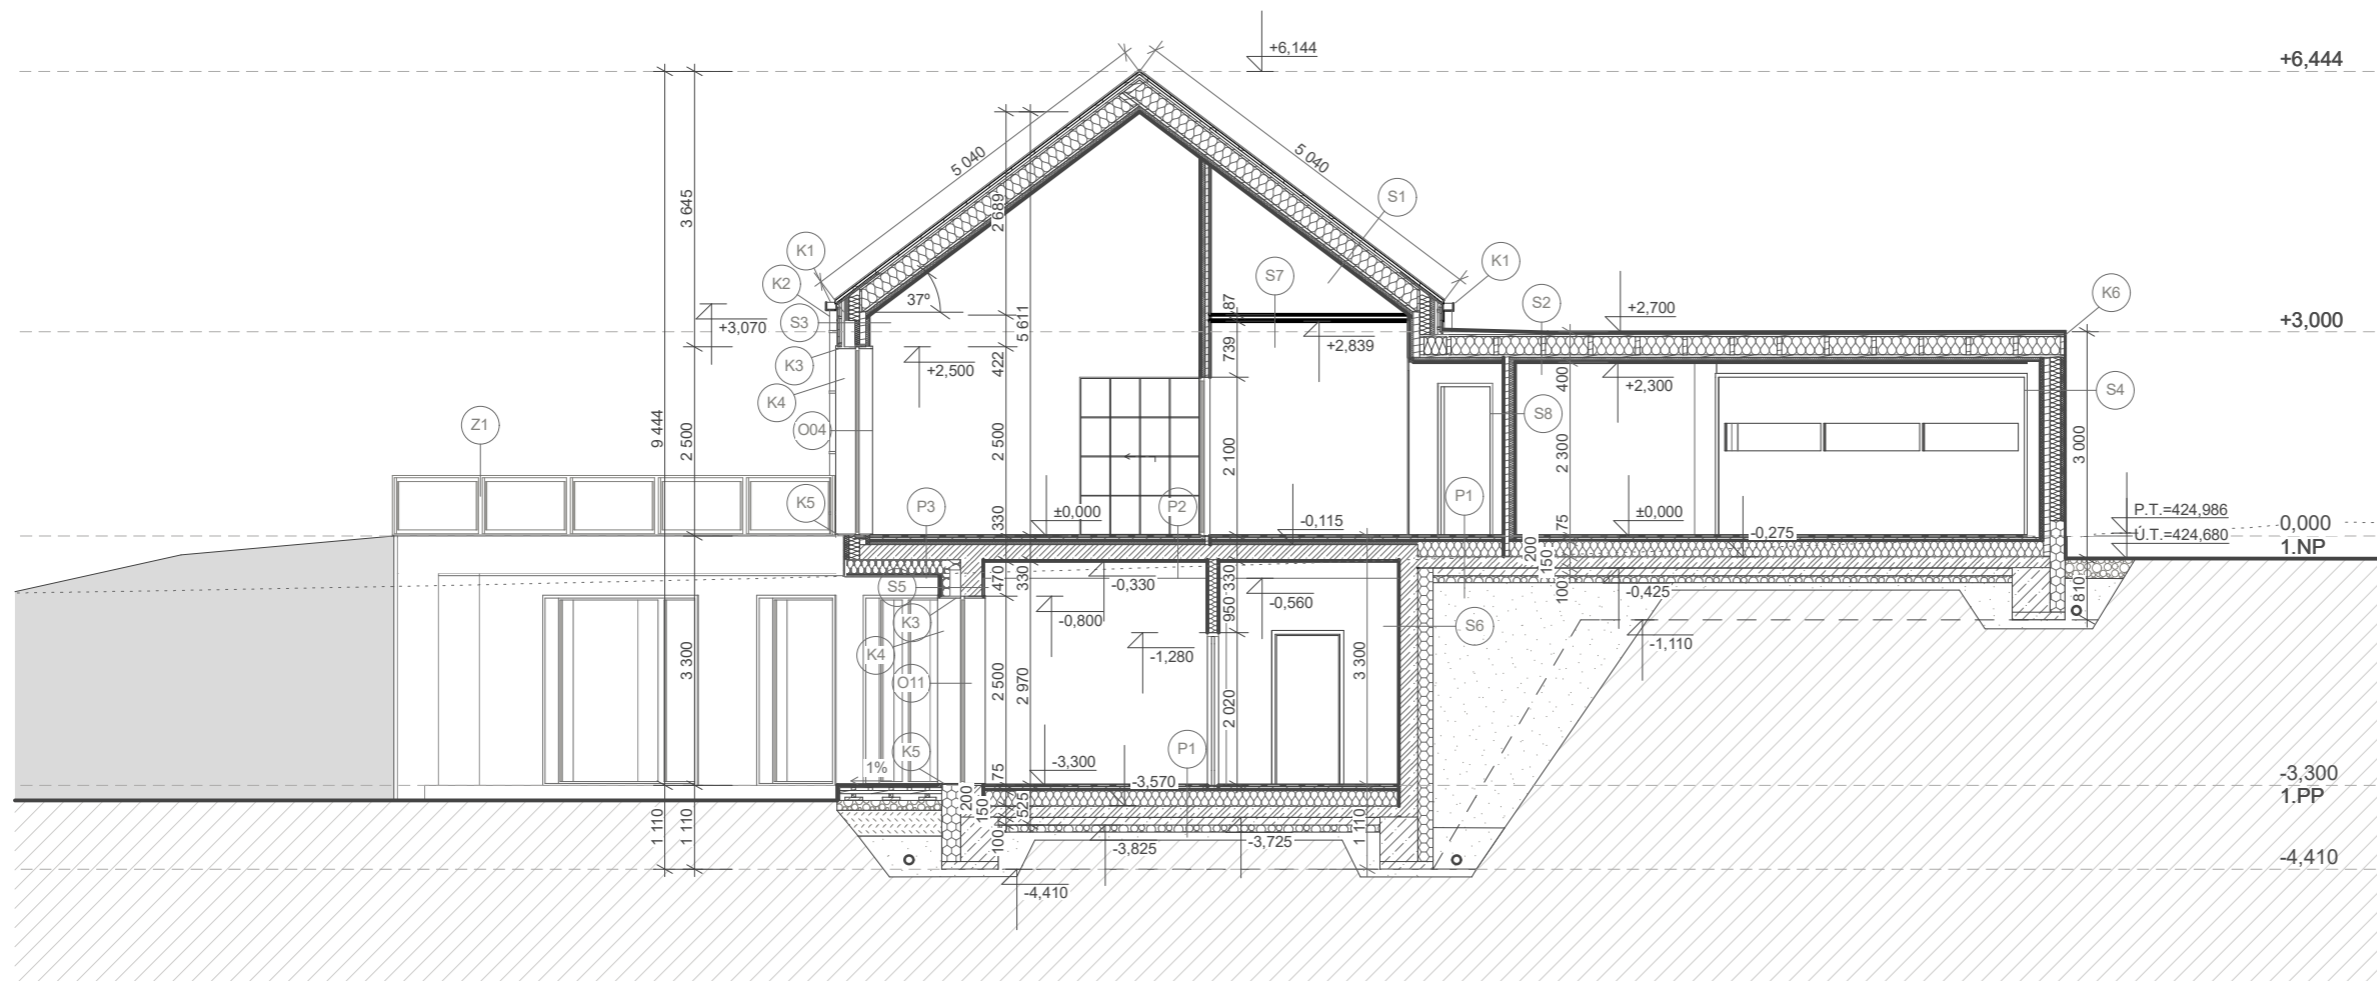 +6,144
+6,444
5 040
5 040
3 645
2 689
S1
K1
K1
K2
S7
S2
K6
37º
87
+3,070
S3
5 611
+2,700
+3,000
+2,839
739
K3
422
+2,500
400
+2,300
S4
K4
S8
Z1
O04
9 444
2 500
2 500
2 100
2 300
3 000
K5
P3
P2
P1
330
±0,000
-0,115
±0,000
75
-0,275
P.T.=424,986
Ú.T.=424,680
0,000
1.NP
200
150
100
470
330
-0,330
330
-0,560
-0,425
810
S5
K3
-0,800
950
S6
-1,280
-1,110
K4
O11
3 300
2 500
2 970
2 020
3 300
K5
P1
1%
75
-3,300
-3,570
-3,300
1.PP
200
150
525
100
1 110
1 110
-3,825
-3,725
1 110
-4,410
-4,410